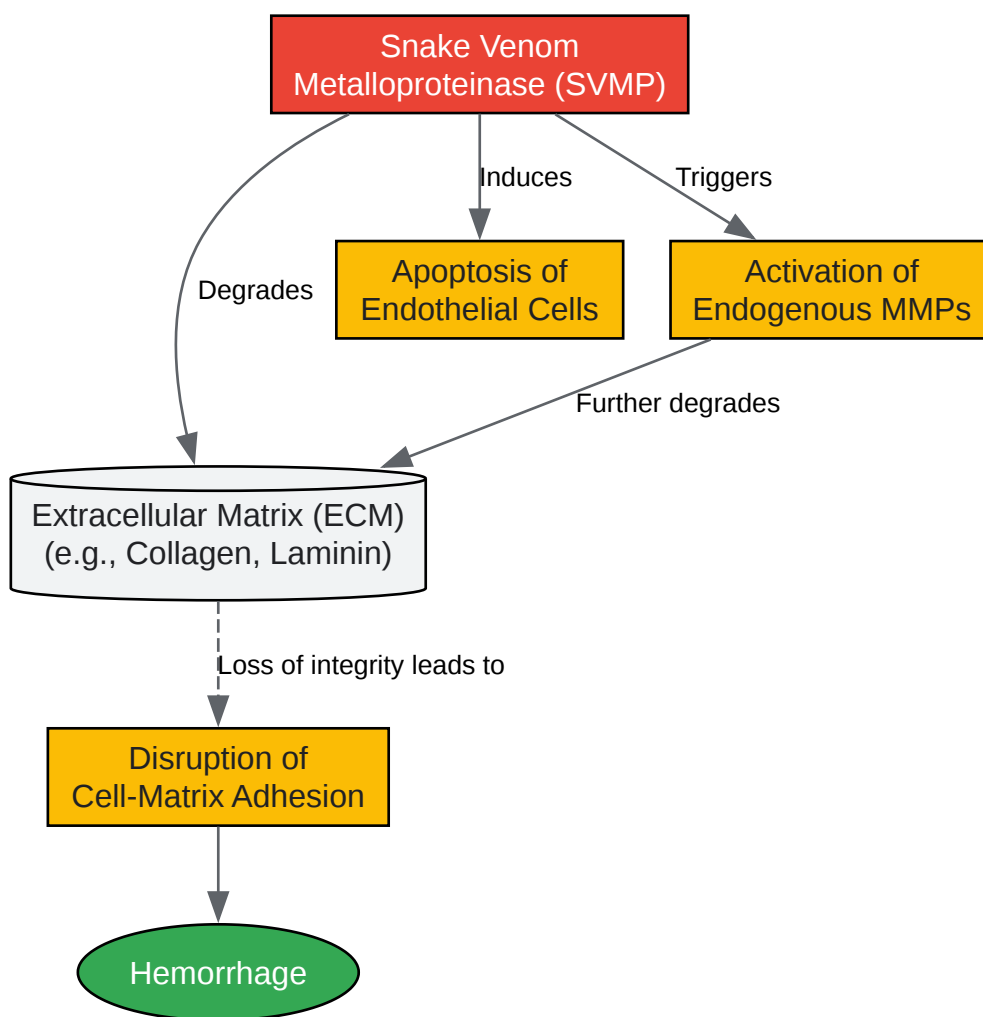 Snake Venom
Metalloproteinase (SVMP)
Induces
Triggers
Degrades
Apoptosis of
Endothelial Cells
Activation of
Endogenous MMPs
Further degrades
Extracellular Matrix (ECM)
(e.g., Collagen, Laminin)
Loss of integrity leads to
Disruption of
Cell-Matrix Adhesion
Hemorrhage